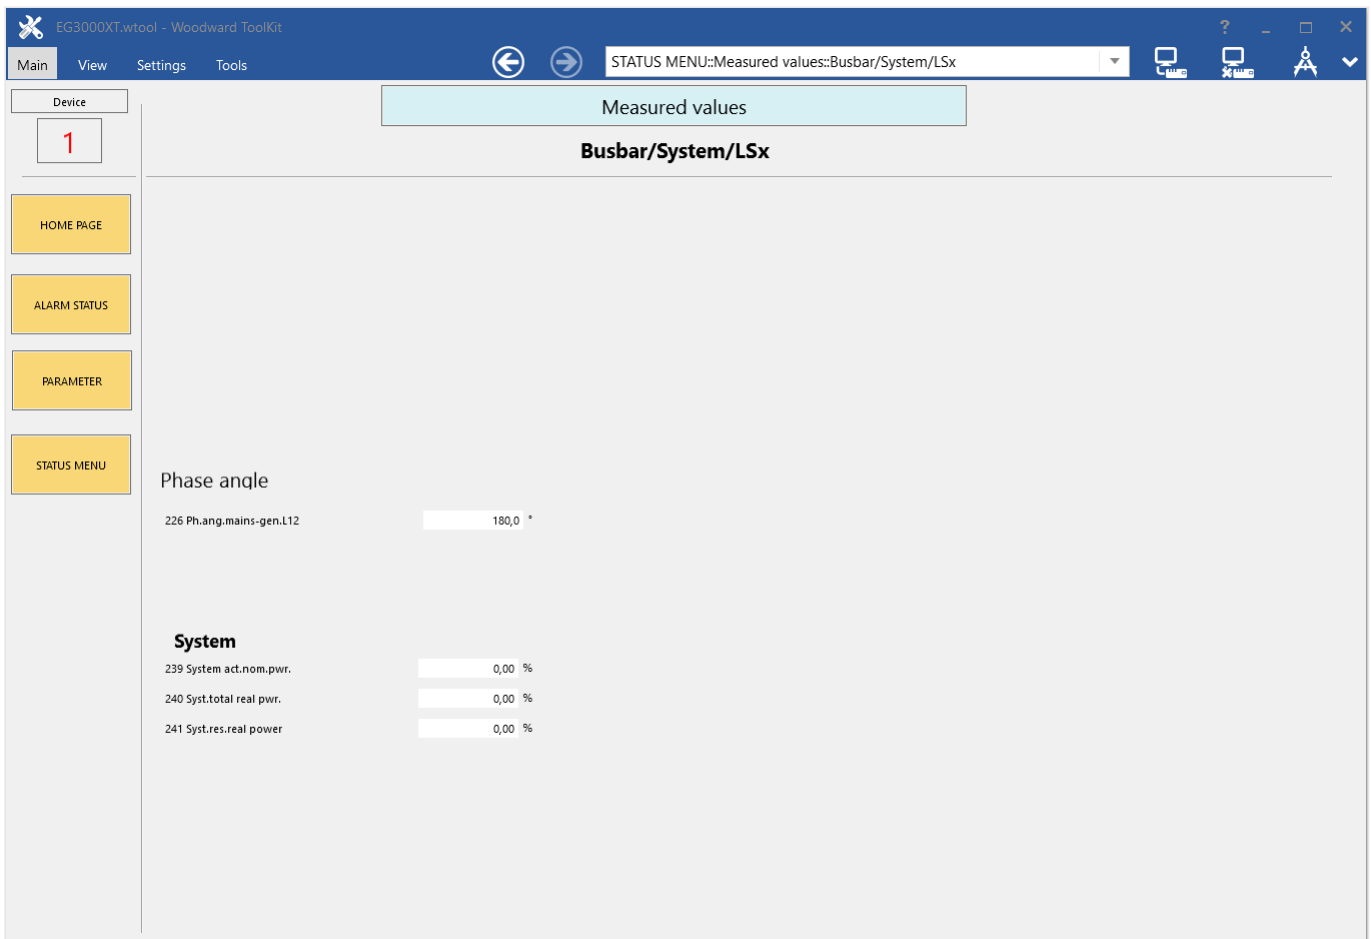 EG3000XT.wtool - Woodward ToolKit
?
Main View Settings Tools
STATUS MENU::Measured values::Busbar/System/LSx
Device
1
Measured values
Busbar/System/LSx
HOME PAGE
ALARM STATUS
PARAMETER
STATUS MENU
Phase angle
226 Ph.ang.mains-gen.L12 180,0 °
System
239 System act.nom.pwr. 0,00 %
240 Syst.total real pwr. 0,00 %
241 Syst.res.real power 0,00 %